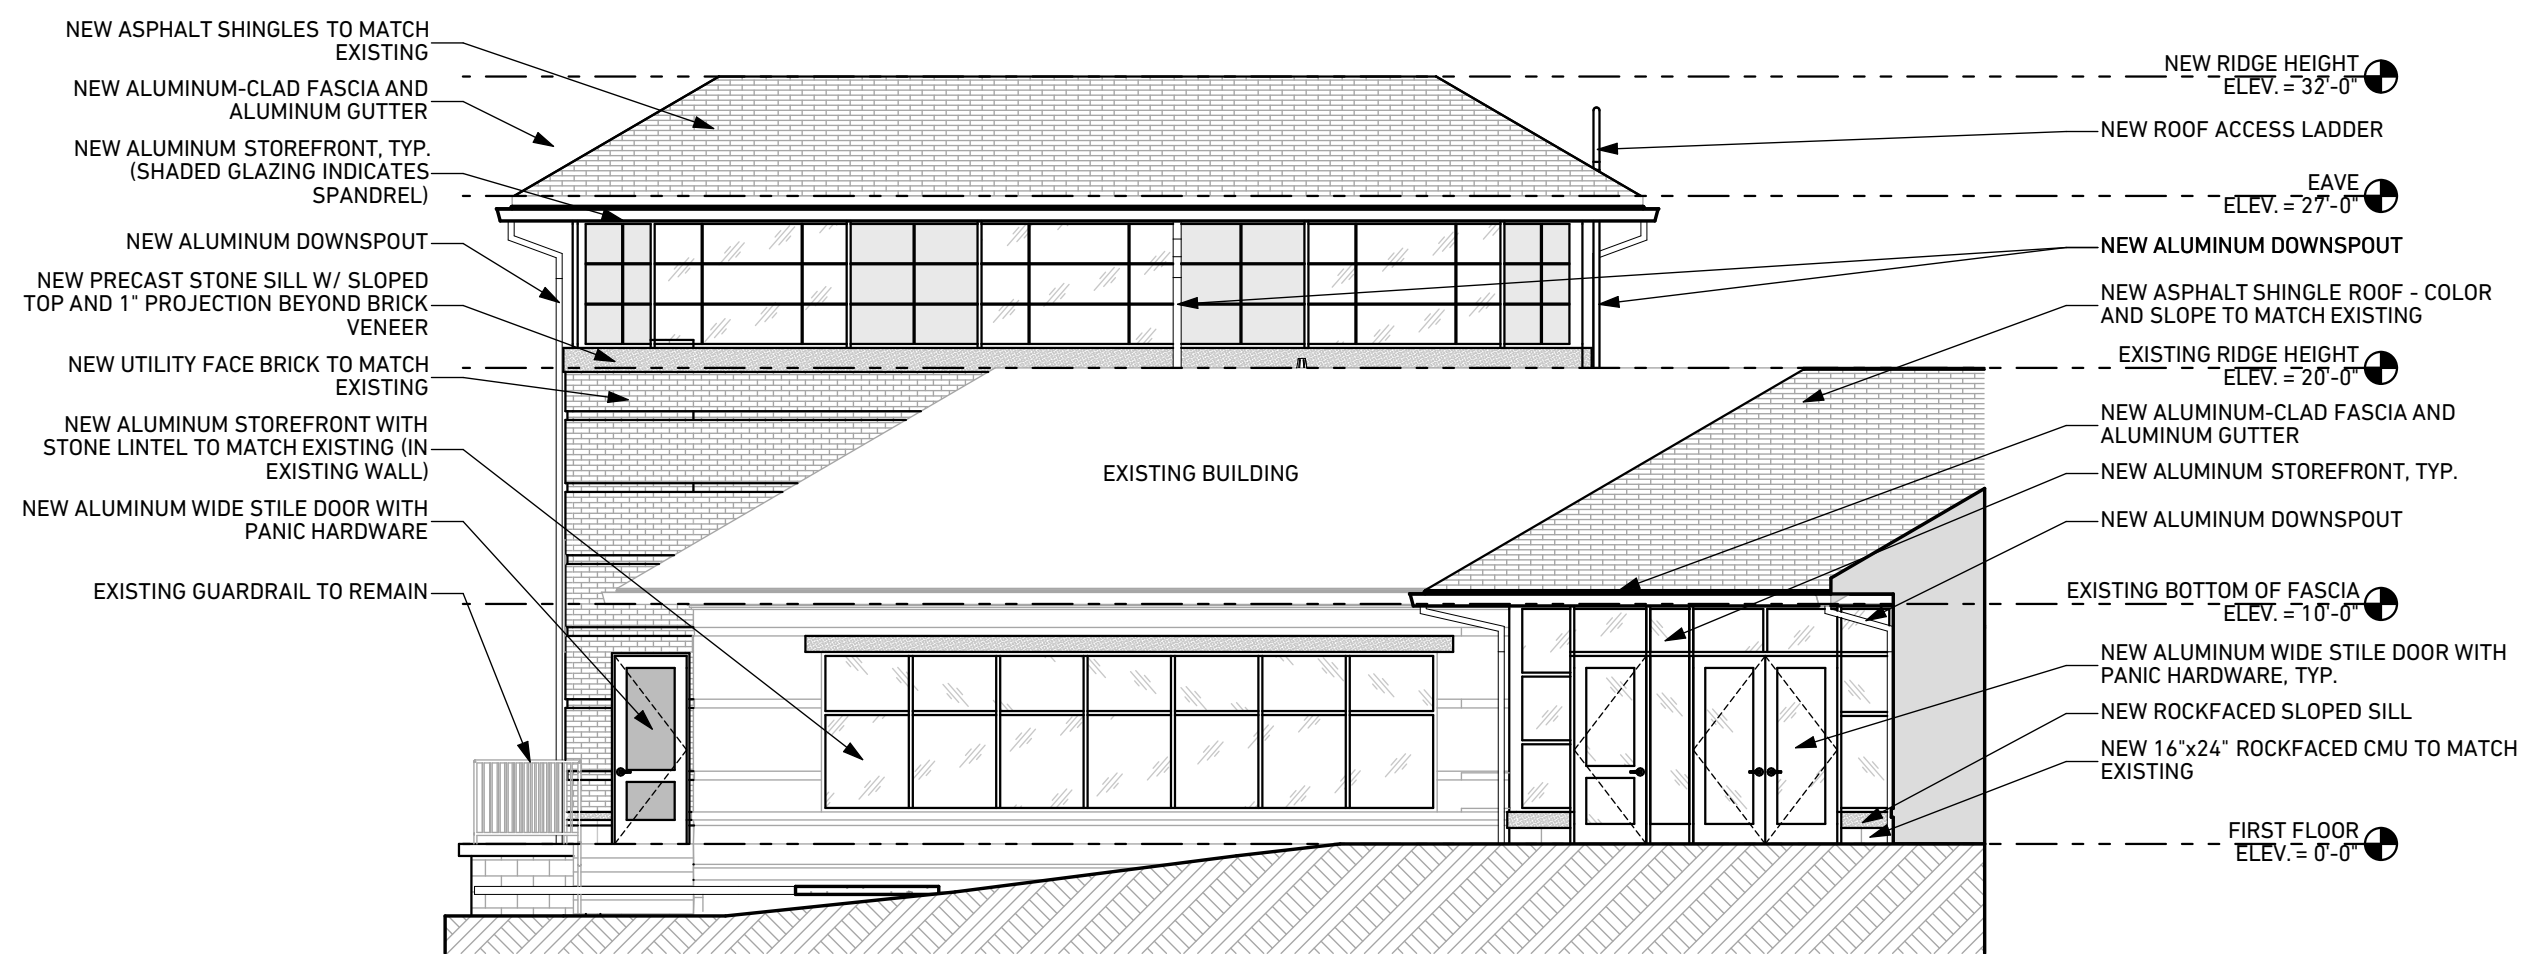 NEW ASPHALT SHINGLES TO MATCH
EXISTING
NEW ALUMINUM-CLAD FASCIA AND
ALUMINUM GUTTER
NEW ALUMINUM STOREFRONT, TYP.
(SHADED GLAZING INDICATES
SPANDREL)
NEW ALUMINUM DOWNSPOUT
NEW PRECAST STONE SILL W/ SLOPED
TOP AND 1" PROJECTION BEYOND BRICK
VENEER
NEW UTILITY FACE BRICK TO MATCH
EXISTING
NEW ALUMINUM STOREFRONT WITH
STONE LINTEL TO MATCH EXISTING (IN
EXISTING WALL)
NEW ALUMINUM WIDE STILE DOOR WITH
PANIC HARDWARE
EXISTING GUARDRAIL TO REMAIN
EXISTING BUILDING
NEW RIDGE HEIGHT
ELEV. = 32'-0"
NEW ROOF ACCESS LADDER
EAVE
ELEV. = 27'-0"
NEW ALUMINUM DOWNSPOUT
NEW ASPHALT SHINGLE ROOF - COLOR
AND SLOPE TO MATCH EXISTING
EXISTING RIDGE HEIGHT
ELEV. = 20'-0"
NEW ALUMINUM-CLAD FASCIA AND
ALUMINUM GUTTER
NEW ALUMINUM STOREFRONT, TYP.
NEW ALUMINUM DOWNSPOUT
EXISTING BOTTOM OF FASCIA
ELEV. = 10'-0"
NEW ALUMINUM WIDE STILE DOOR WITH
PANIC HARDWARE, TYP.
NEW ROCKFACED SLOPED SILL
NEW 16"x24" ROCKFACED CMU TO MATCH
EXISTING
FIRST FLOOR
ELEV. = 0'-0"